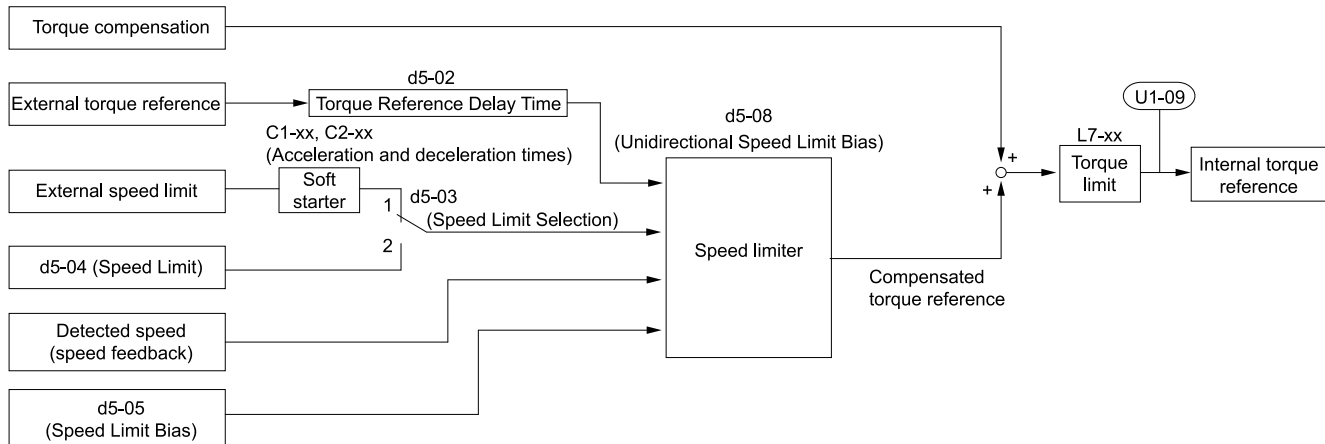 Torque compensation
External torque reference
d5-02
Torque Reference Delay Time
C1-xx, C2-xx
(Acceleration and deceleration times)
External speed limit
Soft
starter
1
2
d5-03
(Speed Limit Selection)
d5-04 (Speed Limit)
Detected speed
(speed feedback)
d5-05
(Speed Limit Bias)
d5-08
(Unidirectional Speed Limit Bias)
Speed limiter
Compensated
torque reference
+
+
L7-xx
Torque
limit
U1-09
Internal torque
reference